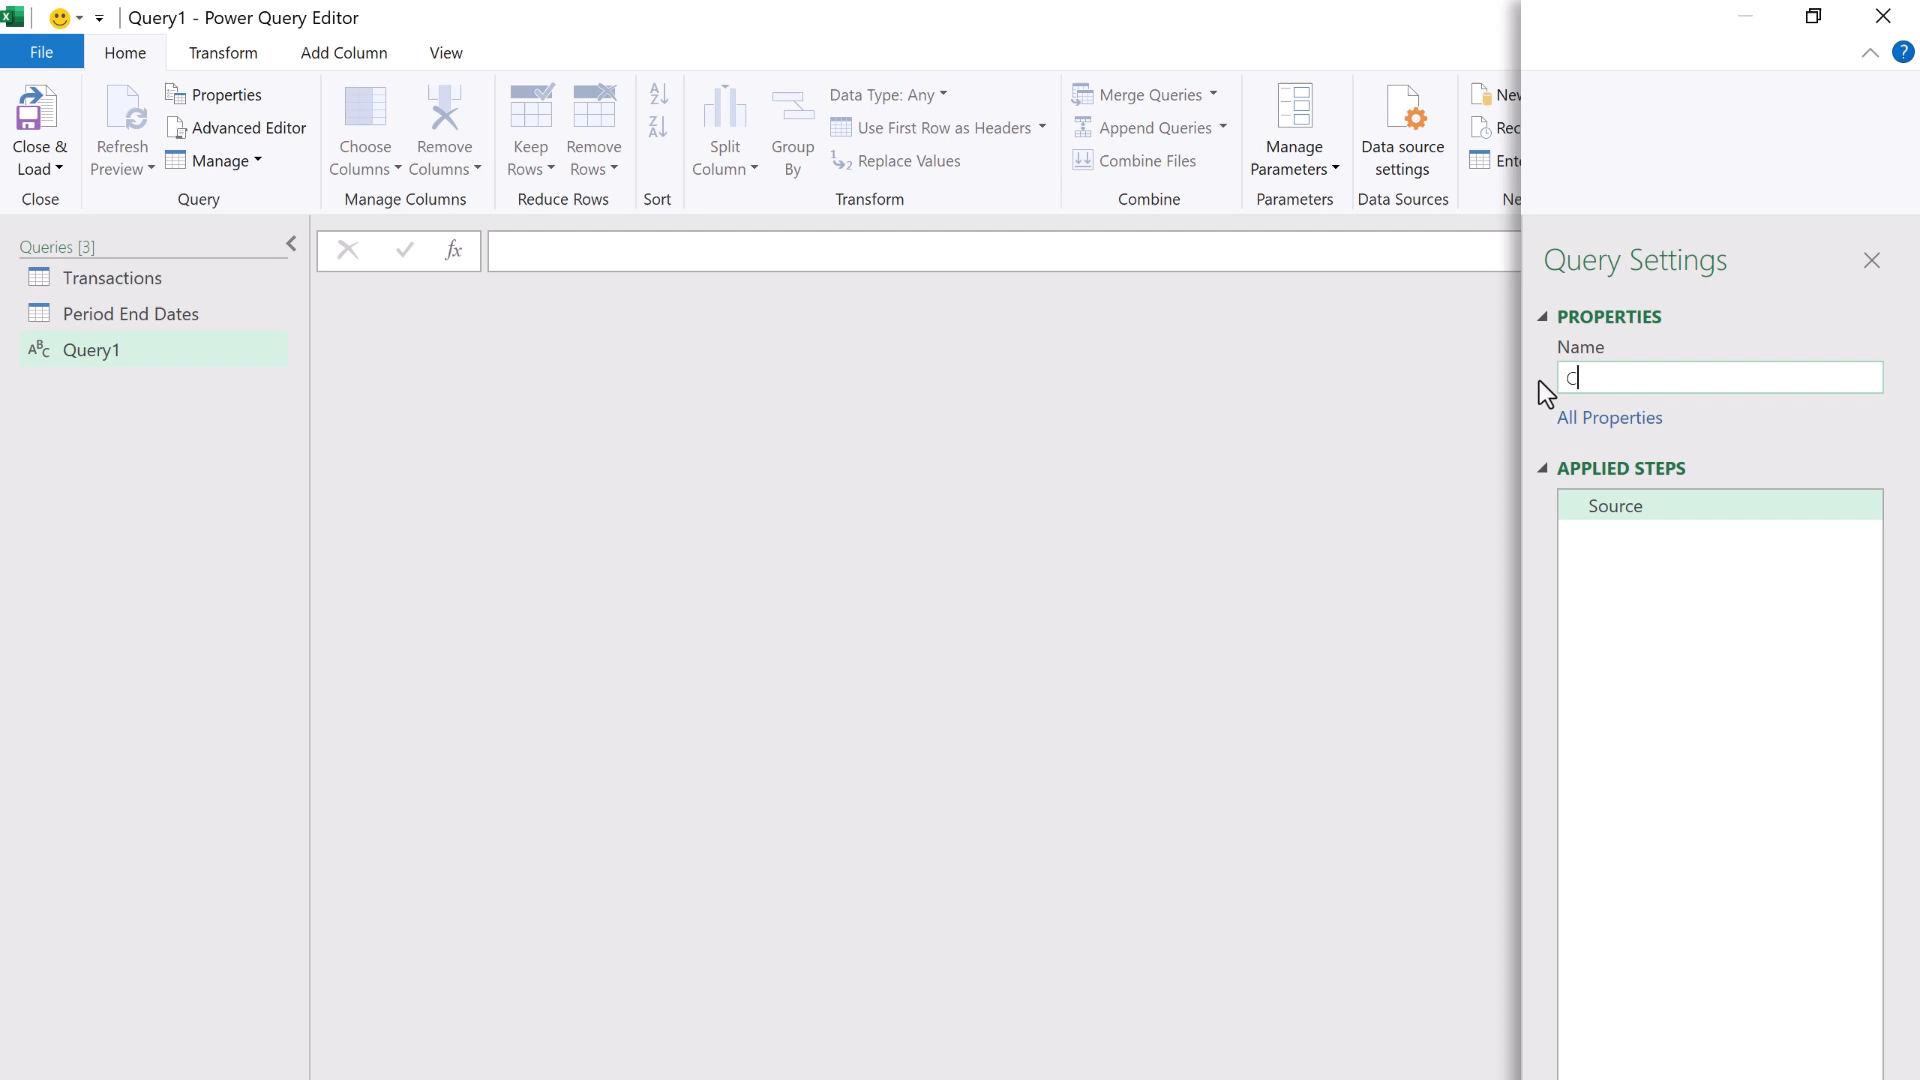 Query1 - Power Query Editor
File Home Transform Add Column View
Close & Load
Close
Refresh Preview
Properties
Advanced Editor
Manage
Query
Choose Columns
Remove Columns
Manage Columns
Keep Rows
Remove Rows
Reduce Rows
A Z
Z A
Sort
Split Column
Group By
Data Type: Any
Use First Row as Headers
1 2 Replace Values
Transform
Merge Queries
Append Queries
Combine Files
Combine
Manage Parameters
Parameters
Data source settings
Data Sources
Queries [3]
Transactions
Period End Dates
ABC Query1
fx
Query Settings
PROPERTIES
Name
C
All Properties
APPLIED STEPS
Source